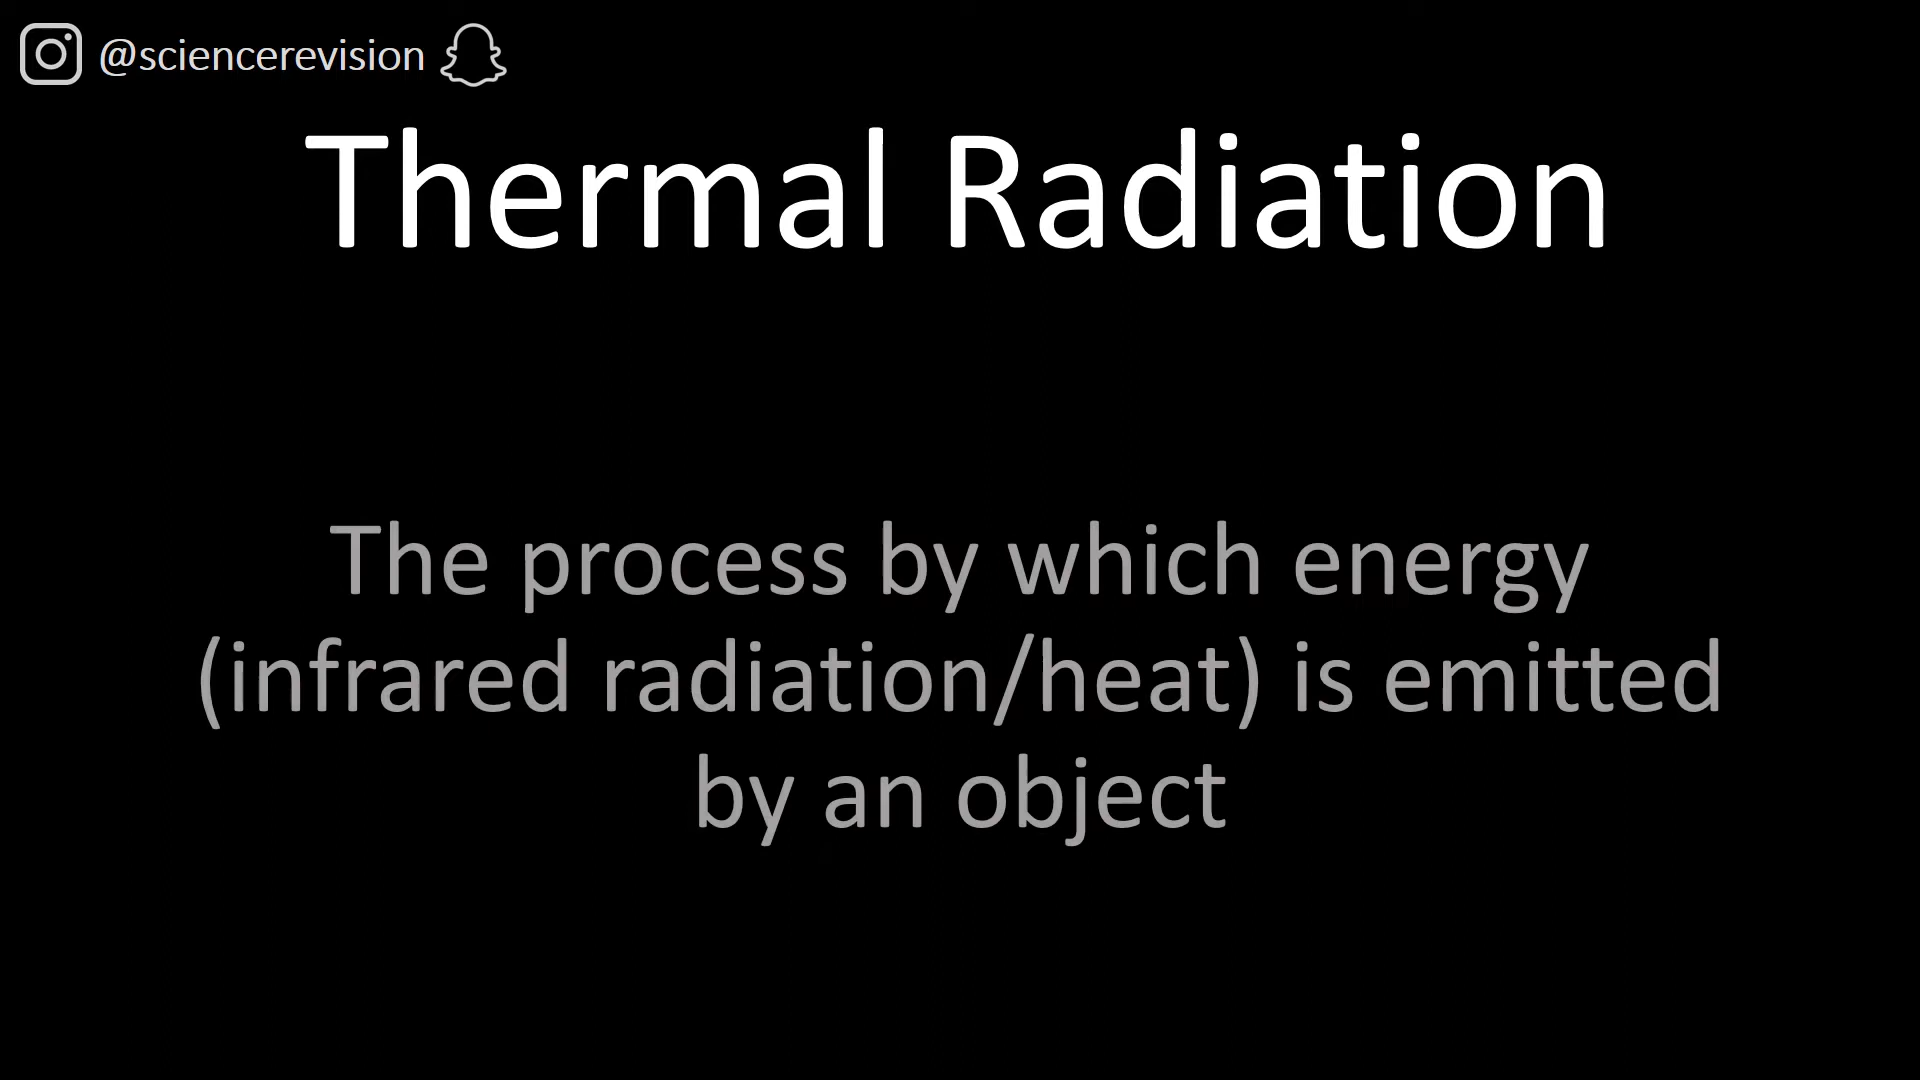 @sciencerevision
Thermal Radiation
The process by which energy
(infrared radiation/heat) is emitted
by an object